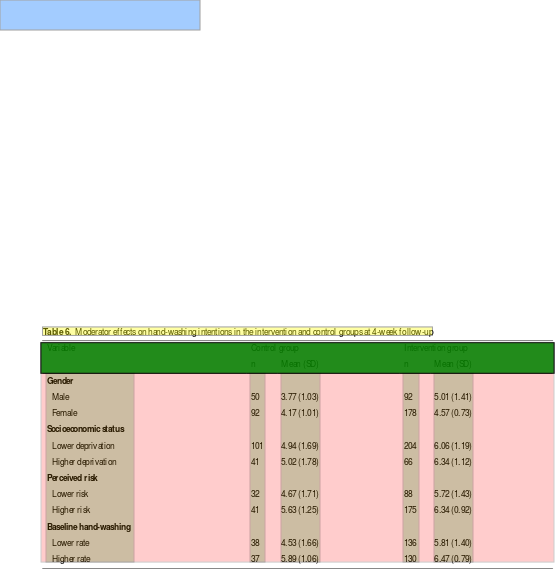 Table 6. Moderator effects on hand-washing intentions in the intervention and control groups at 4-week follow-up
Variable Control group Intervention group
n Mean (SD) n Mean (SD)
Gender
Male 50 3.77 (1.03) 92 5.01 (1.41)
Female 92 4.17 (1.01) 178 4.57 (0.73)
Socioeconomic status
Lower deprivation 101 4.94 (1.69) 204 6.06 (1.19)
Higher deprivation 41 5.02 (1.78) 66 6.34 (1.12)
Perceived risk
Lower risk 32 4.67 (1.71) 88 5.72 (1.43)
Higher risk 41 5.63 (1.25) 175 6.34 (0.92)
Baseline hand-washing
Lower rate 38 4.53 (1.66) 136 5.81 (1.40)
Higher rate 37 5.89 (1.06) 130 6.47 (0.79)